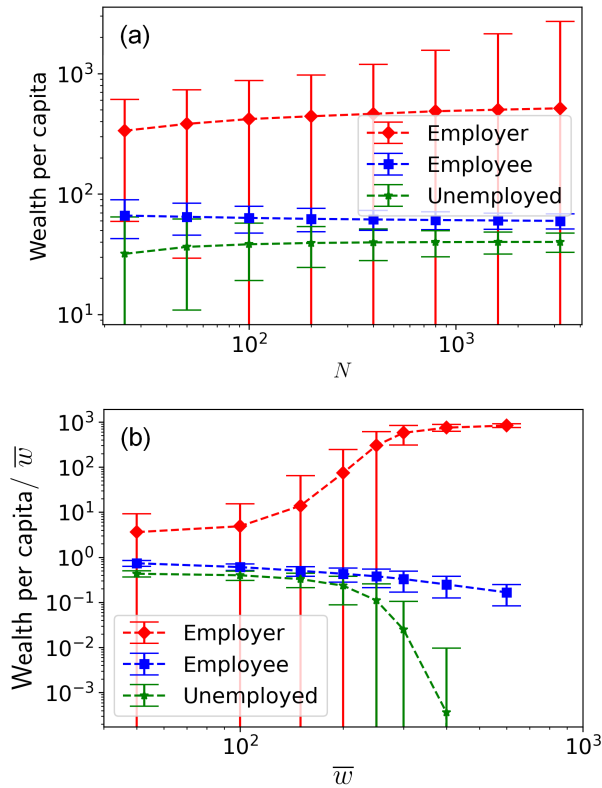 (a)
Wealth per capita
10³
10²
10¹
Employer
Employee
Unemployed
10²
10³
N
(b)
Wealth per capita/ w̅
10³
10²
10¹
10⁰
10⁻¹
10⁻²
10⁻³
Employer
Employee
Unemployed
10²
10³
w̅